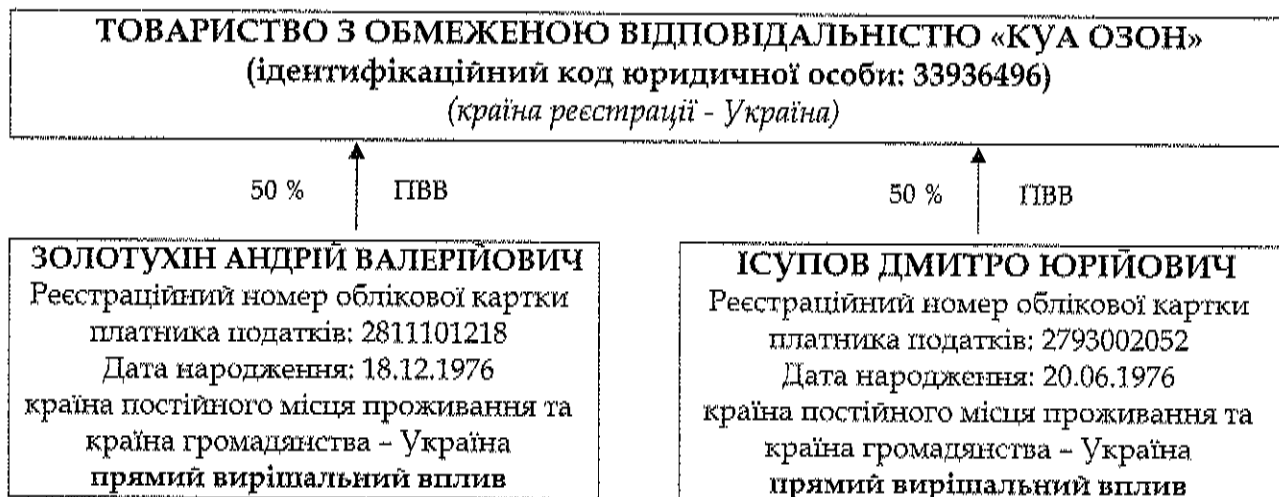 ТОВАРИСТВО З ОБМЕЖЕНОЮ ВІДПОВІДАЛЬНІСТЮ «КУА ОЗОН»
(ідентифікаційний код юридичної особи: 33936496)
(країна реєстрації - Україна)
50 % ПВВ
50 % ПВВ
ЗОЛОТУХІН АНДРІЙ ВАЛЕРІЙОВИЧ
Реєстраційний номер облікової картки
платника податків: 2811101218
Дата народження: 18.12.1976
країна постійного місця проживання та
країна громадянства – Україна
прямий вирішальний вплив
ІСУПОВ ДМИТРО ЮРІЙОВИЧ
Реєстраційний номер облікової картки
платника податків: 2793002052
Дата народження: 20.06.1976
країна постійного місця проживання та
країна громадянства – Україна
прямий вирішальний вплив